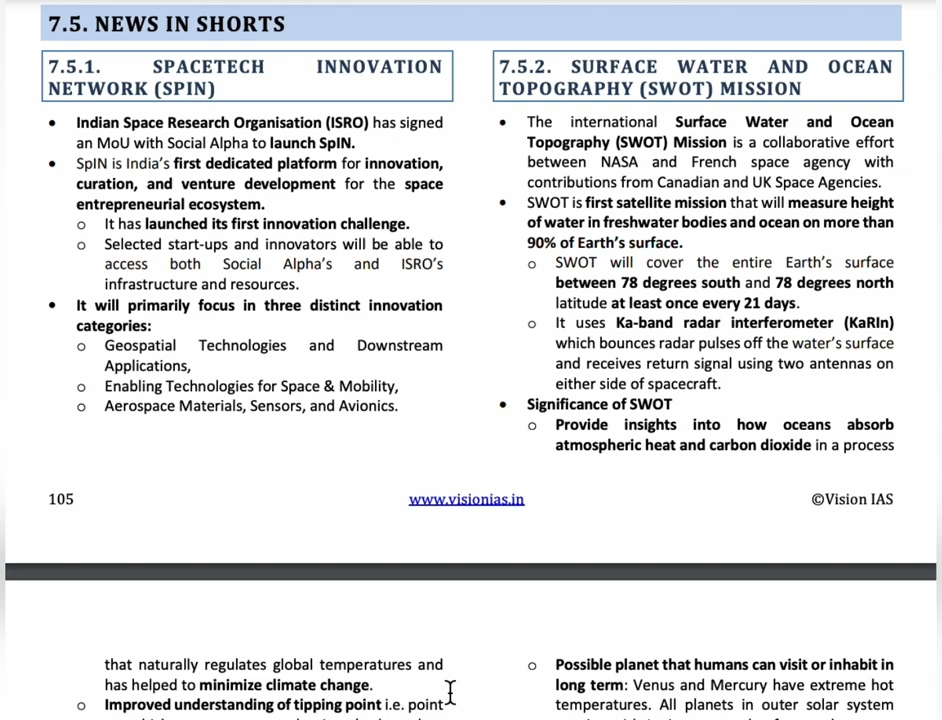 7.5. NEWS IN SHORTS
7.5.1. SPACETECH INNOVATION
NETWORK (SPIN)
• Indian Space Research Organisation (ISRO) has signed
an MoU with Social Alpha to launch SpIN.
• SpIN is India's first dedicated platform for innovation,
curation, and venture development for the space
entrepreneurial ecosystem.
o It has launched its first innovation challenge.
o Selected start-ups and innovators will be able to
access both Social Alpha's and ISRO's
infrastructure and resources.
• It will primarily focus in three distinct innovation
categories:
o Geospatial Technologies and Downstream
Applications,
o Enabling Technologies for Space & Mobility,
o Aerospace Materials, Sensors, and Avionics.
7.5.2. SURFACE WATER AND OCEAN
TOPOGRAPHY (SWOT) MISSION
• The international Surface Water and Ocean
Topography (SWOT) Mission is a collaborative effort
between NASA and French space agency with
contributions from Canadian and UK Space Agencies.
• SWOT is first satellite mission that will measure height
of water in freshwater bodies and ocean on more than
90% of Earth's surface.
o SWOT will cover the entire Earth's surface
between 78 degrees south and 78 degrees north
latitude at least once every 21 days.
o It uses Ka-band radar interferometer (KaRIn)
which bounces radar pulses off the water's surface
and receives return signal using two antennas on
either side of spacecraft.
• Significance of SWOT
o Provide insights into how oceans absorb
atmospheric heat and carbon dioxide in a process
105 www.visionias.in ©Vision IAS
that naturally regulates global temperatures and
has helped to minimize climate change.
o Improved understanding of tipping point i.e. point
o Possible planet that humans can visit or inhabit in
long term: Venus and Mercury have extreme hot
temperatures. All planets in outer solar system